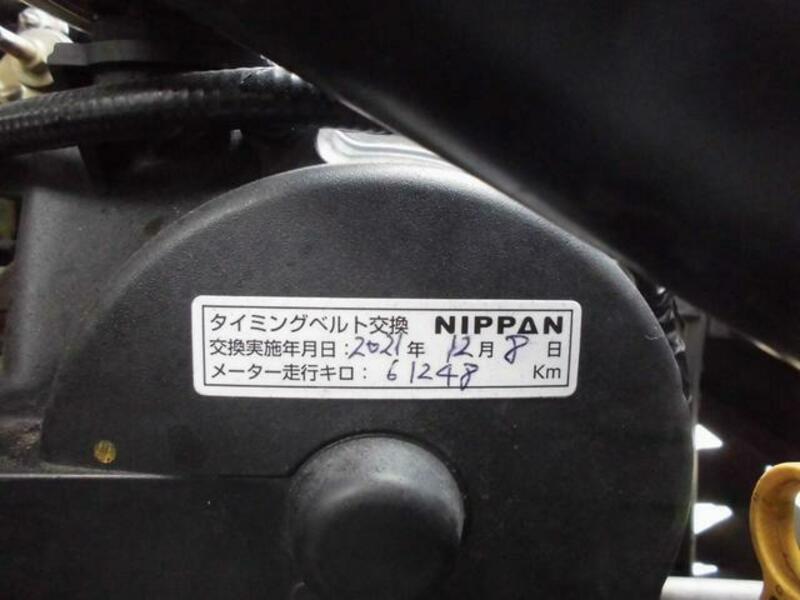 タイミングベルト交換 NIPPAN
交換実施年月日:2021年 12月 8日
メーター走行キロ: 61248 Km